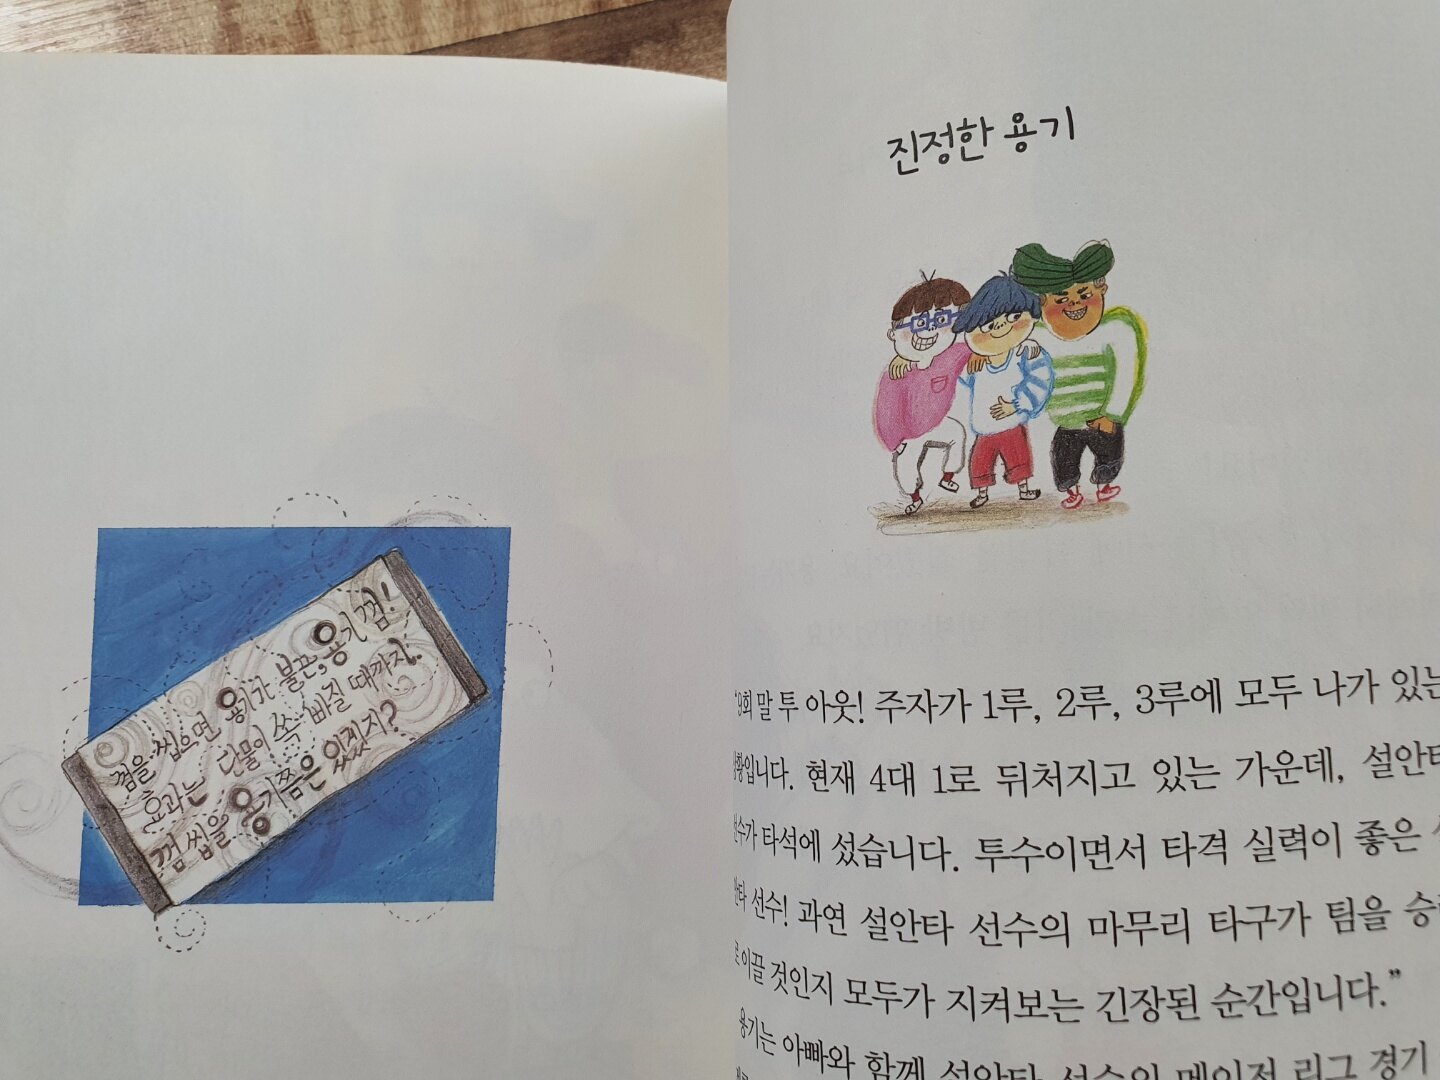 껌을 씹으면 용기가 불끈, 용기 껌!
효과는 단물이 쏙 빠질 때까지.
껌 씹을 용기쯤은 있겠지?
진정한 용기
“9회 말 투 아웃! 주자가 1루, 2루, 3루에 모두 나가 있는
상황입니다. 현재 4대 1로 뒤처지고 있는 가운데, 설안타
선수가 타석에 섰습니다. 투수이면서 타격 실력이 좋은
안타 선수! 과연 설안타 선수의 마무리 타구가 팀을
이끌 것인지 모두가 지켜보는 긴장된 순간입니다.”
용기는 아빠와 함께 설안타 선수의 메이저 리그 경기